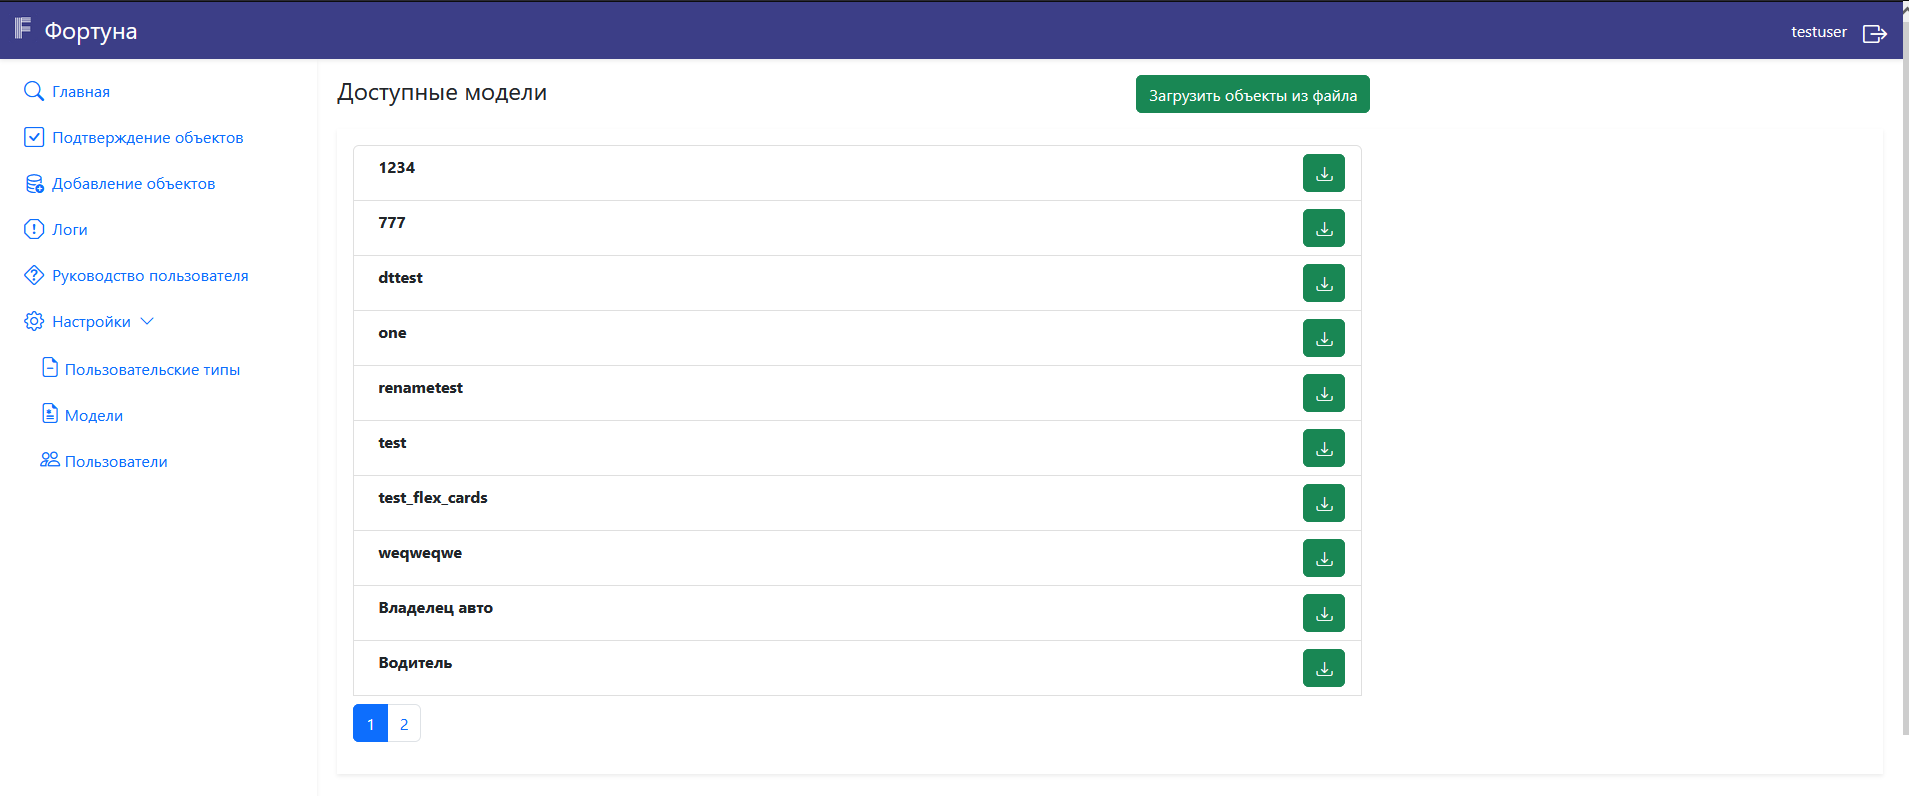 Фортуна
testuser
Главная
Подтверждение объектов
Добавление объектов
Логи
Руководство пользователя
Настройки
Пользовательские типы
Модели
Пользователи
Доступные модели
Загрузить объекты из файла
1234
777
dttest
one
renametest
test
test_flex_cards
weqweqwe
Владелец авто
Водитель
1 2